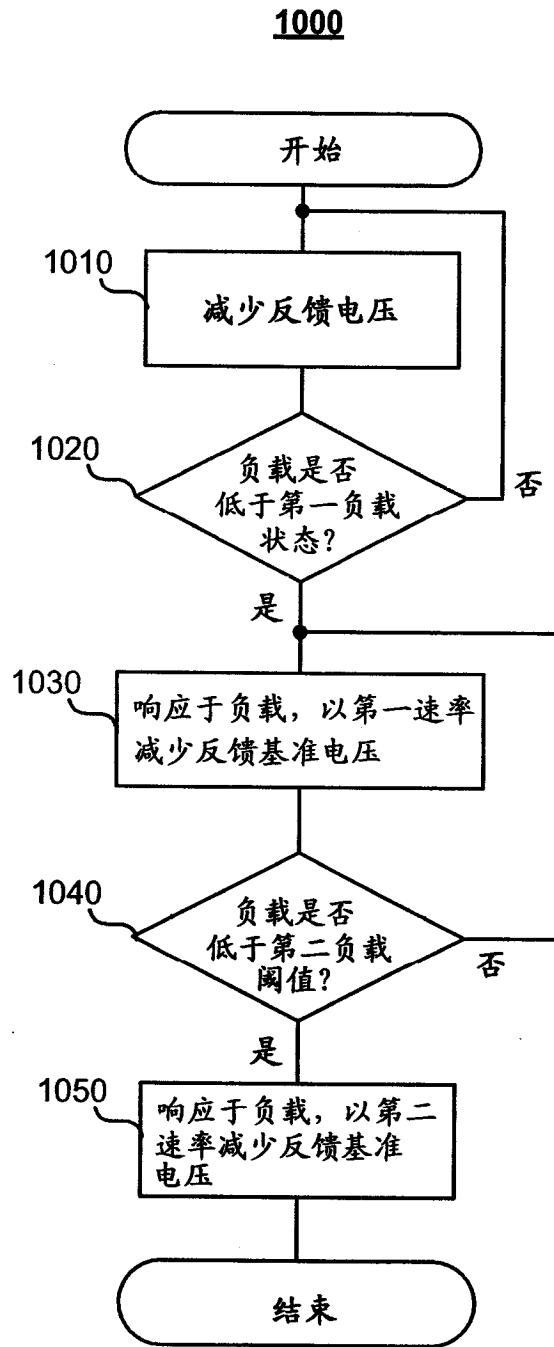 1000
开始
1010
减少反馈电压
1020
负载是否
低于第一负载
状态?
否
是
1030
响应于负载，以第一速率
减少反馈基准电压
1040
负载是否
低于第二负载
阈值?
否
是
1050
响应于负载，以第二
速率减少反馈基准
电压
结束